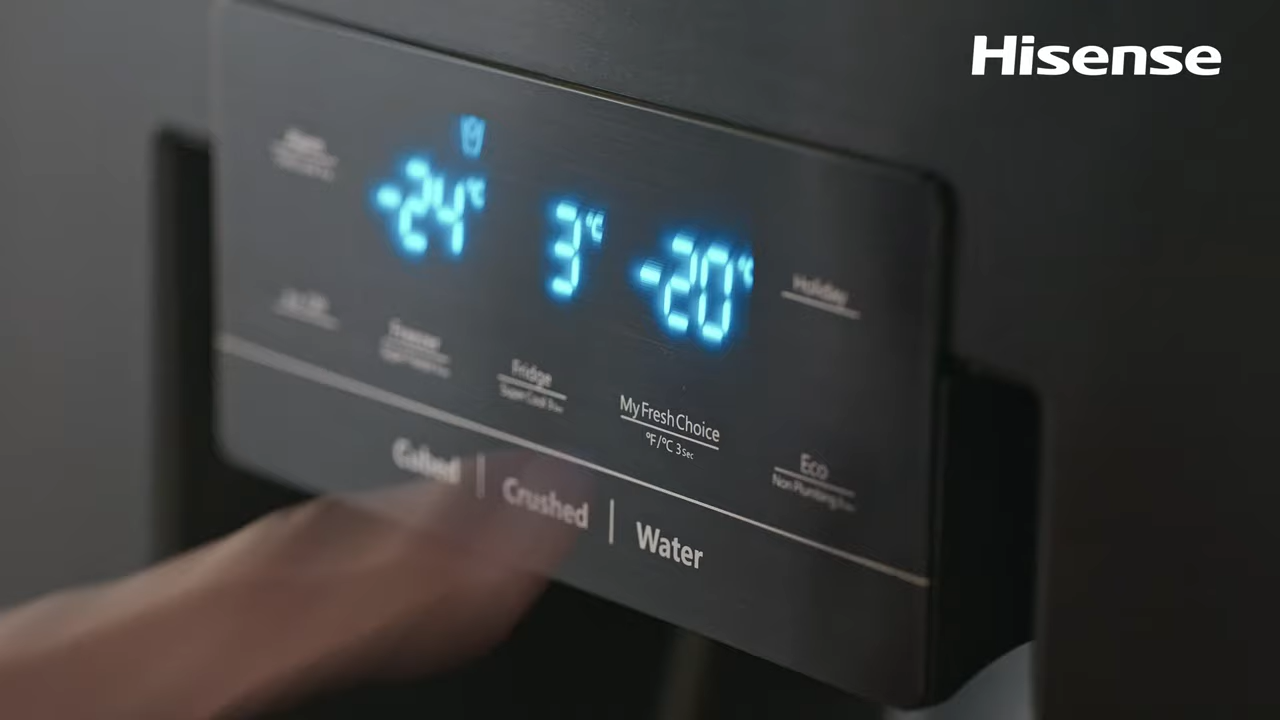 Hisense
-24°C
3°C
-20°C
Holiday
Freezer
Fridge
Super Cool 3Sec
MyFreshChoice
°F/°C 3Sec
Eco
Non Plumbing 3Sec
Cubed | Crushed | Water